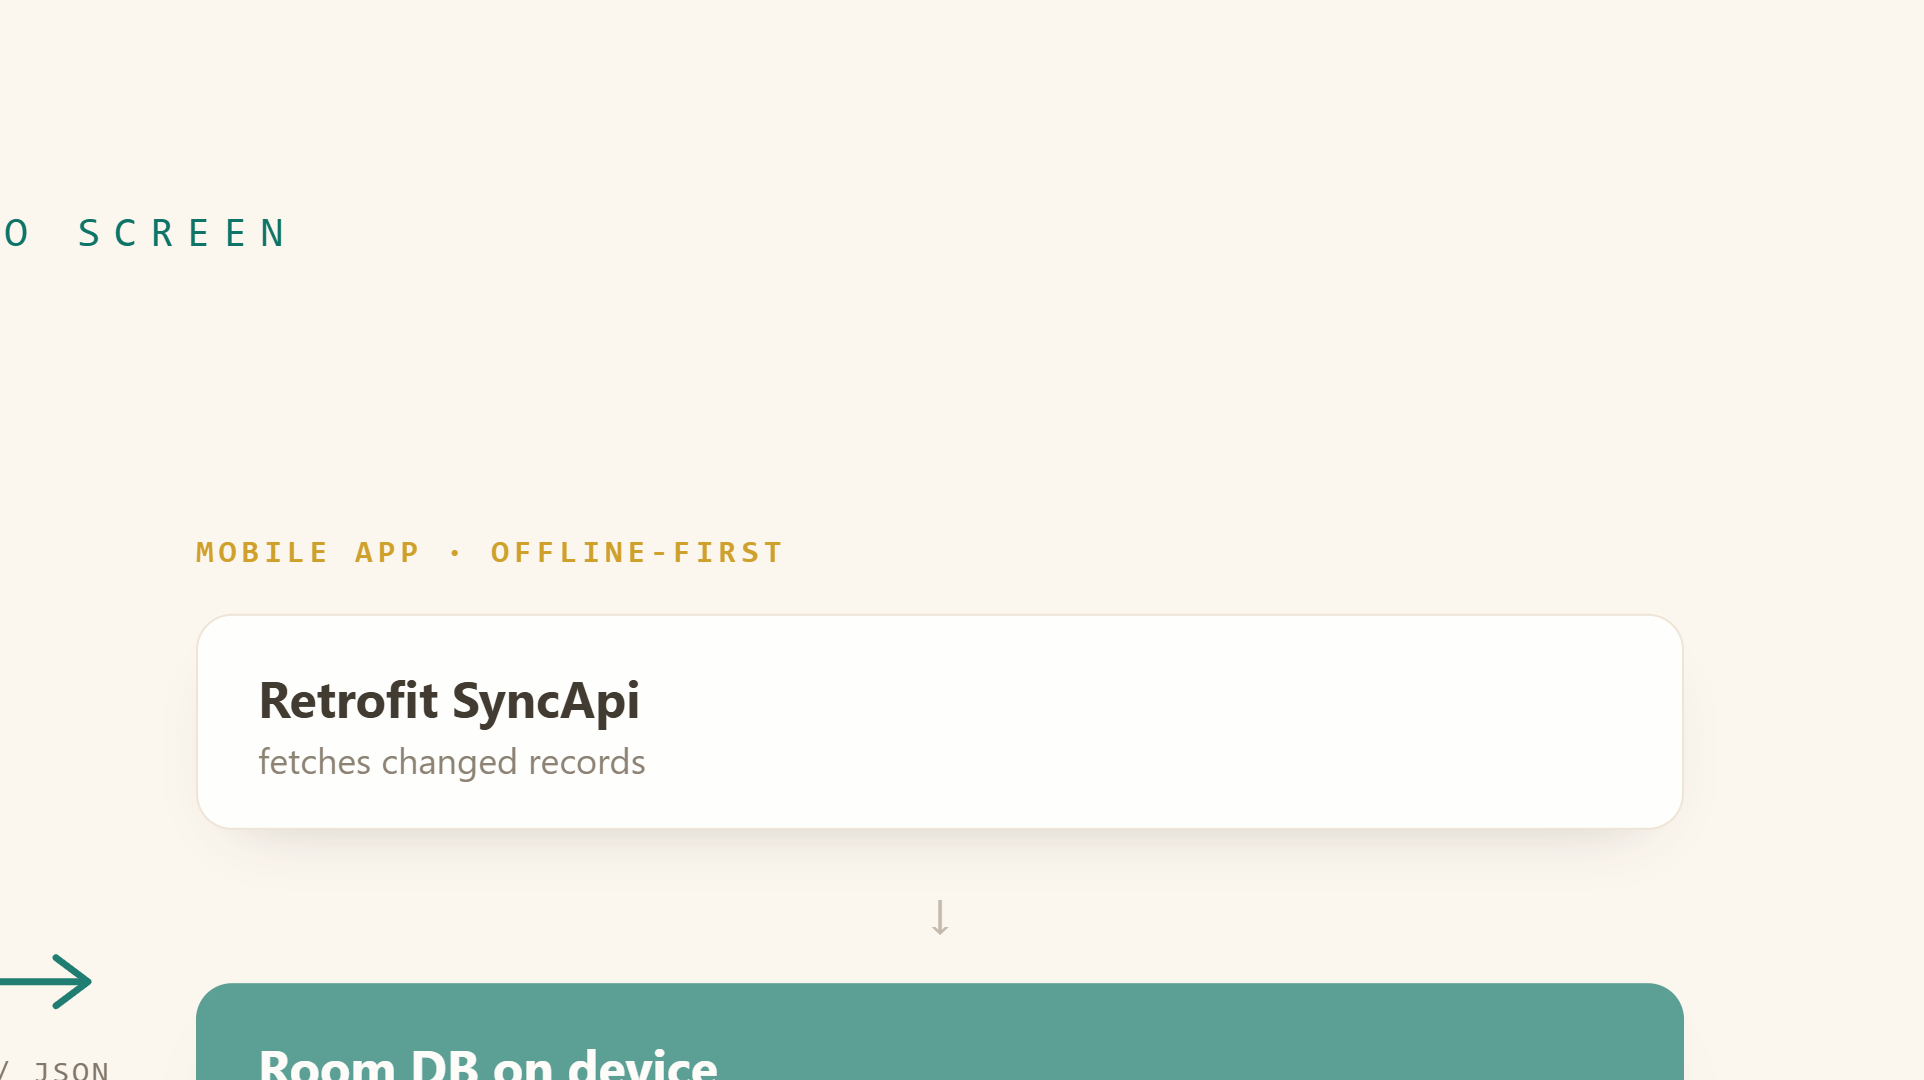 O SCREEN
MOBILE APP · OFFLINE-FIRST
Retrofit SyncApi
fetches changed records
↓
Room DB on device
/ JSON